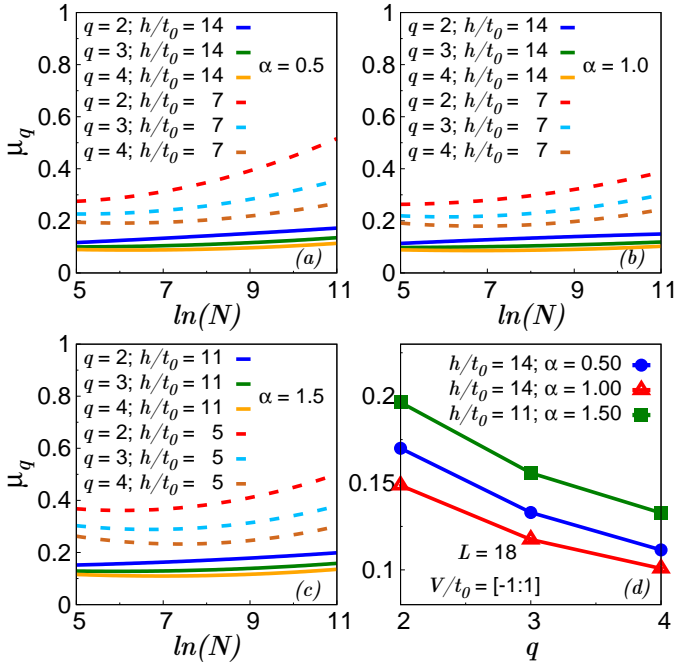 q = 2; h/t0 = 14
q = 3; h/t0 = 14
q = 4; h/t0 = 14
q = 2; h/t0 = 7
q = 3; h/t0 = 7
q = 4; h/t0 = 7
α = 0.5
μq
1
0.8
0.6
0.4
0.2
0
5
7
9
11
ln(N)
(a)
q = 2; h/t0 = 14
q = 3; h/t0 = 14
q = 4; h/t0 = 14
q = 2; h/t0 = 7
q = 3; h/t0 = 7
q = 4; h/t0 = 7
α = 1.0
1
0.8
0.6
0.4
0.2
0
5
7
9
11
ln(N)
(b)
q = 2; h/t0 = 11
q = 3; h/t0 = 11
q = 4; h/t0 = 11
q = 2; h/t0 = 5
q = 3; h/t0 = 5
q = 4; h/t0 = 5
α = 1.5
μq
1
0.8
0.6
0.4
0.2
0
5
7
9
11
ln(N)
(c)
h/t0 = 14; α = 0.50
h/t0 = 14; α = 1.00
h/t0 = 11; α = 1.50
0.2
0.15
0.1
L = 18
V/t0 = [-1:1]
(d)
2
3
4
q